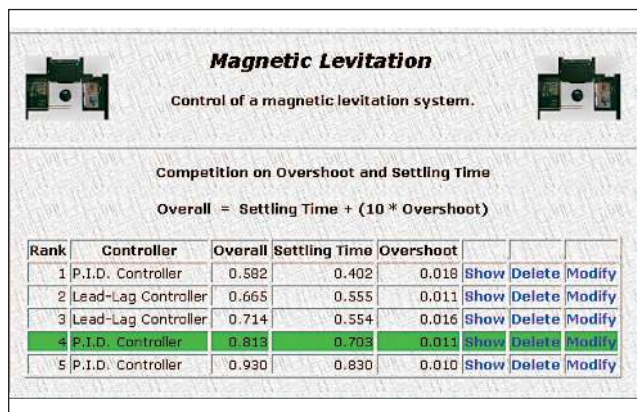 Magnetic Levitation
Control of a magnetic levitation system.
Competition on Overshoot and Settling Time
Overall = Settling Time + (10 * Overshoot)
Rank Controller Overall Settling Time Overshoot
1 P.I.D. Controller 0.582 0.402 0.018 Show Delete Modify
2 Lead-Lag Controller 0.665 0.555 0.011 Show Delete Modify
3 Lead-Lag Controller 0.714 0.554 0.016 Show Delete Modify
4 P.I.D. Controller 0.813 0.703 0.011 Show Delete Modify
5 P.I.D. Controller 0.930 0.830 0.010 Show Delete Modify